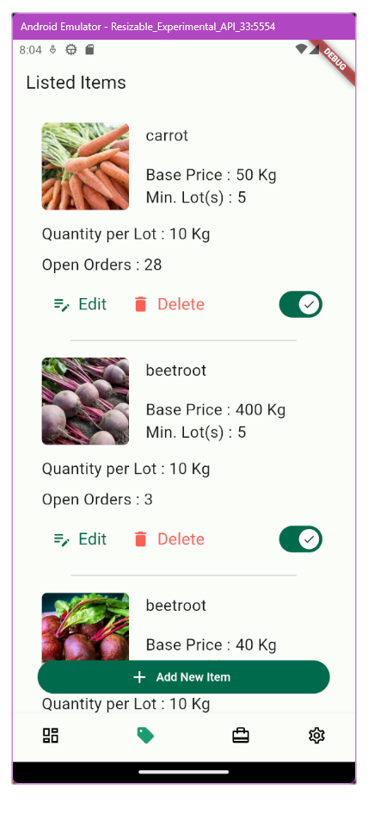 Android Emulator - Resizable_Experimental_API_33:5554
8:04
DEBUG
Listed Items
carrot
Base Price : 50 Kg
Min. Lot(s) : 5
Quantity per Lot : 10 Kg
Open Orders : 28
Edit
Delete
beetroot
Base Price : 400 Kg
Min. Lot(s) : 5
Quantity per Lot : 10 Kg
Open Orders : 3
Edit
Delete
beetroot
Base Price : 40 Kg
Add New Item
Quantity per Lot : 10 Kg